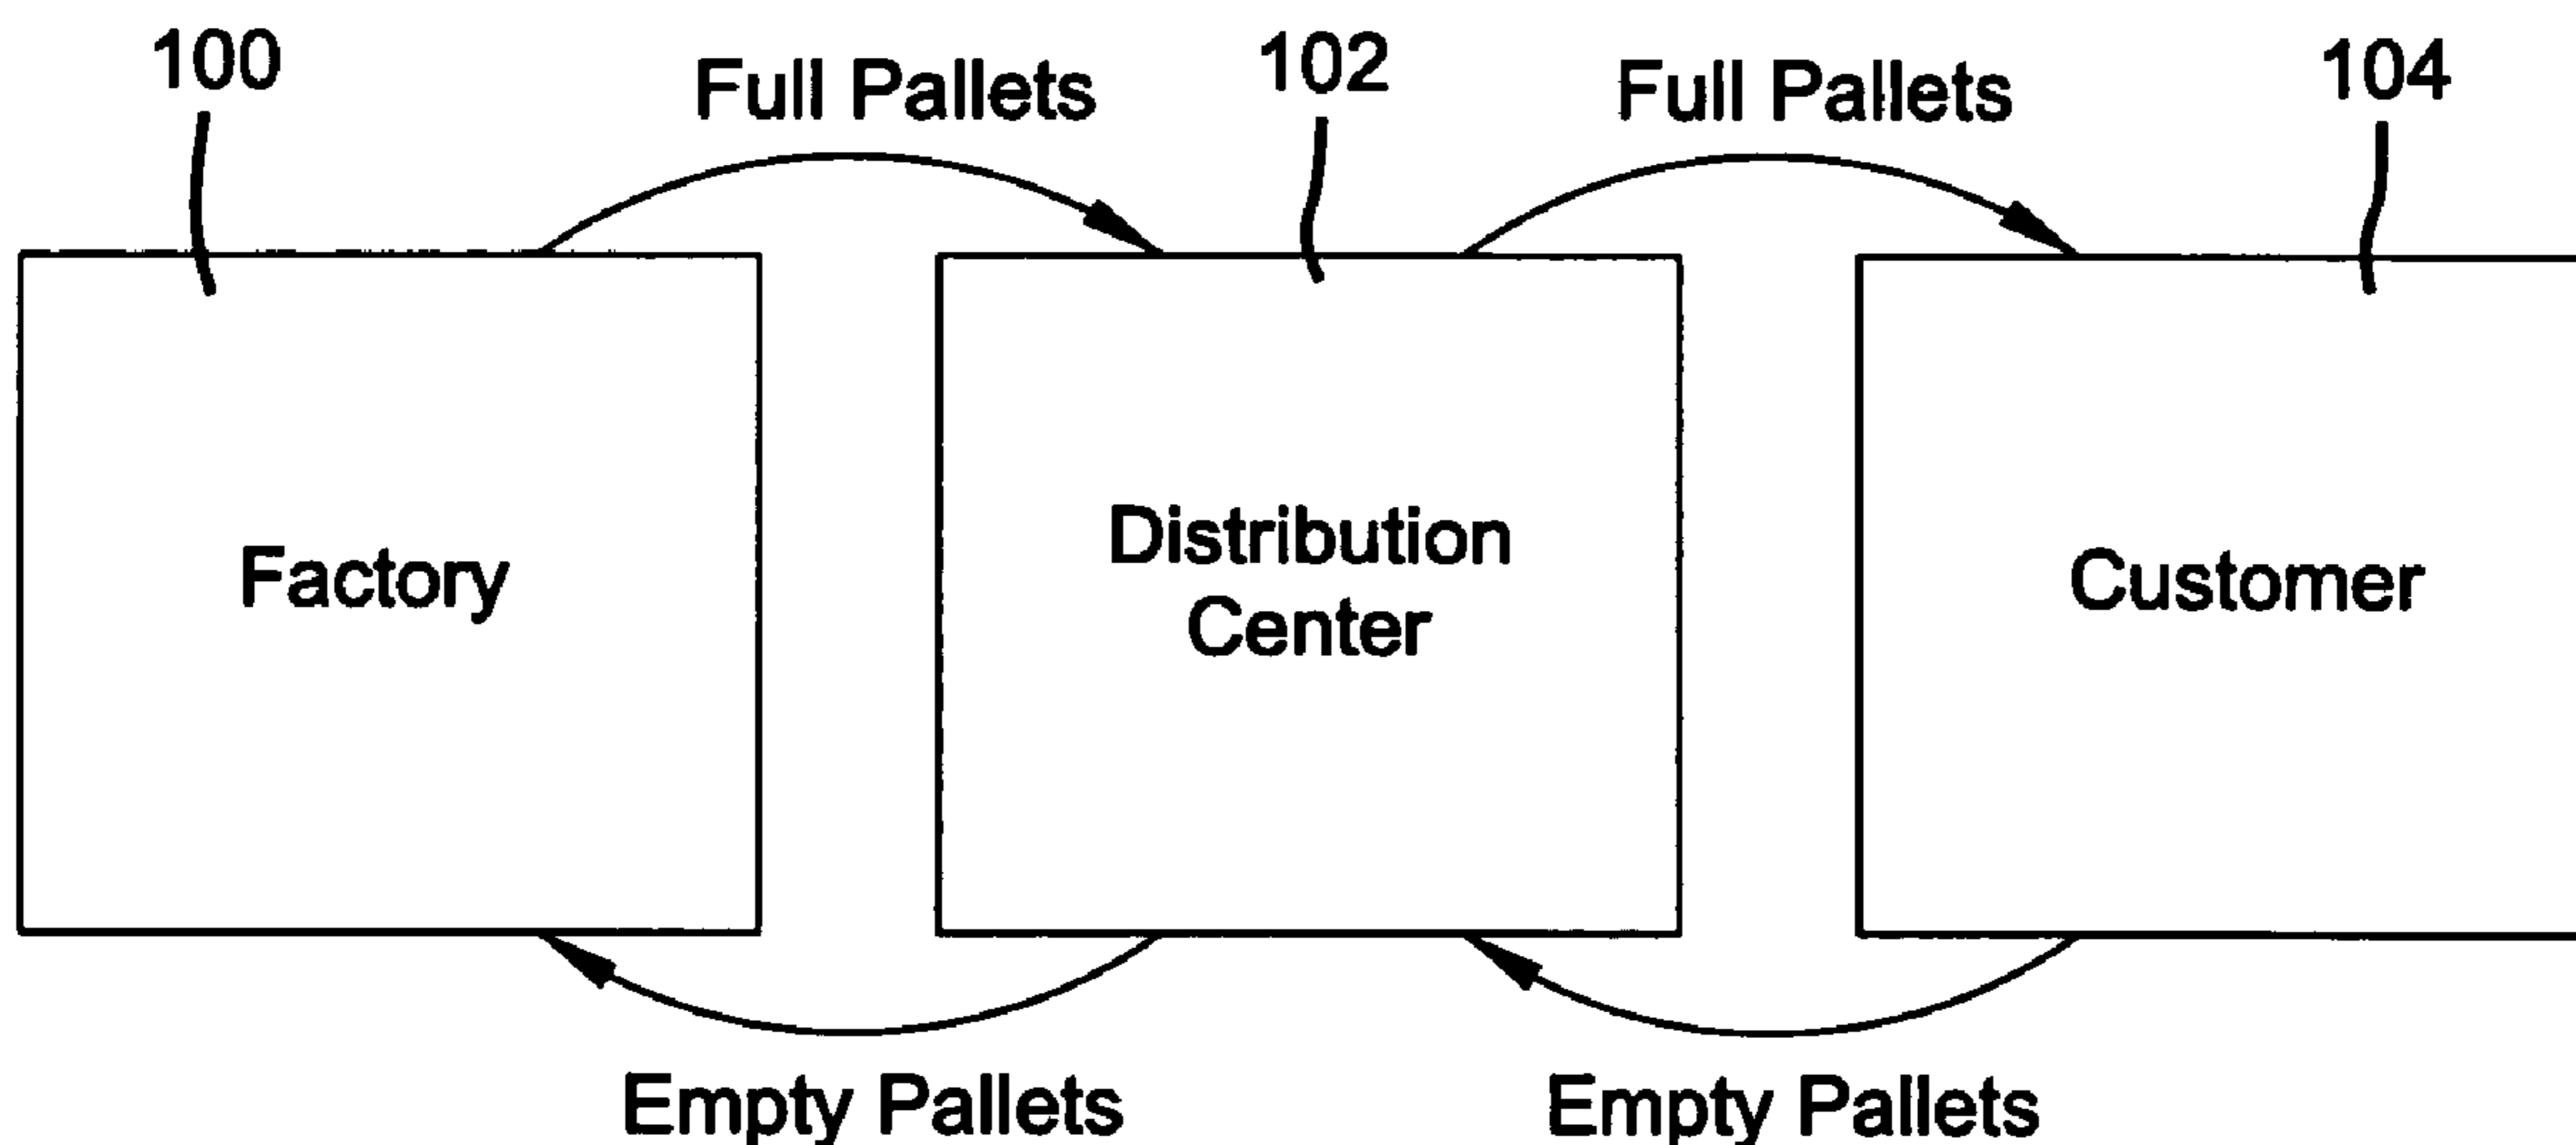 100
Full Pallets
102
Full Pallets
104
Factory
Distribution
Center
Customer
Empty Pallets
Empty Pallets